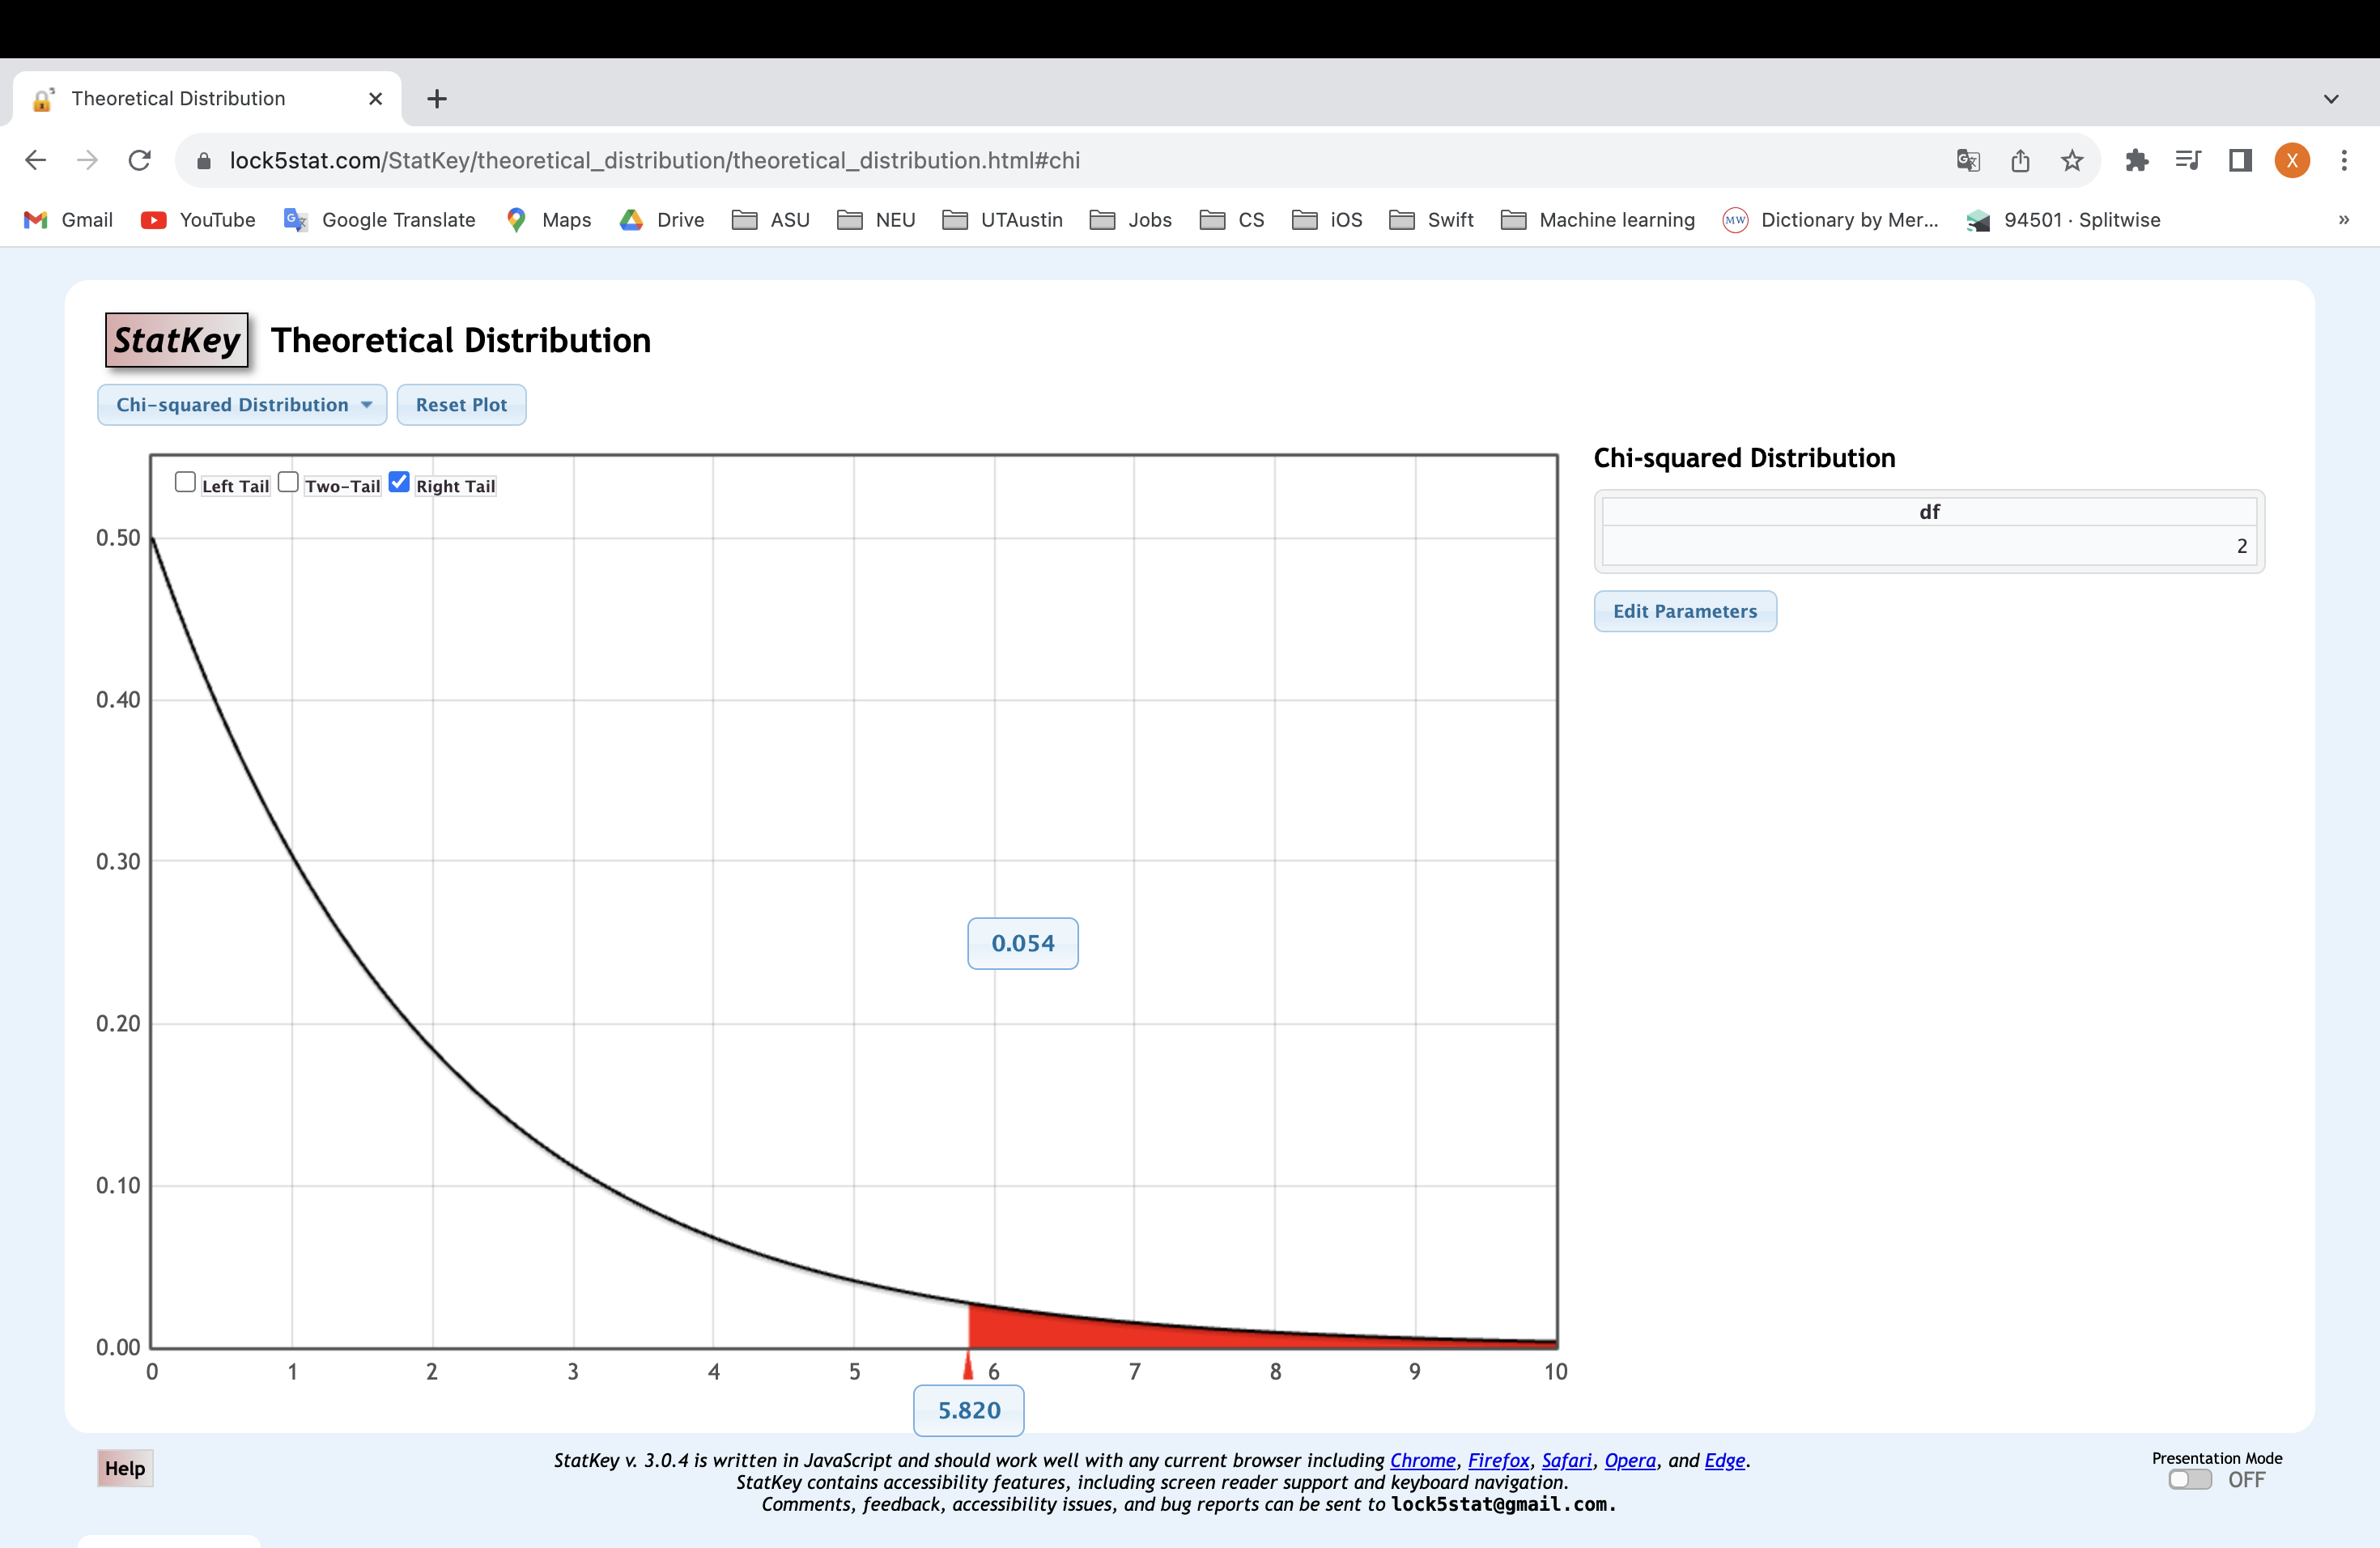 Theoretical Distribution
lock5stat.com/StatKey/theoretical_distribution/theoretical_distribution.html#chi
X
Gmail YouTube Google Translate Maps Drive ASU NEU UTAustin Jobs CS iOS Swift Machine learning MW Dictionary by Mer... 94501 · Splitwise »
StatKey Theoretical Distribution
Chi-squared Distribution Reset Plot
Left Tail Two-Tail Right Tail
0.50
0.40
0.30
0.20
0.10
0.00
0.054
0 1 2 3 4 5 6 7 8 9 10
5.820
Chi-squared Distribution
df
2
Edit Parameters
Help
StatKey v. 3.0.4 is written in JavaScript and should work well with any current browser including Chrome, Firefox, Safari, Opera, and Edge.
StatKey contains accessibility features, including screen reader support and keyboard navigation.
Comments, feedback, accessibility issues, and bug reports can be sent to lock5stat@gmail.com.
Presentation Mode
OFF